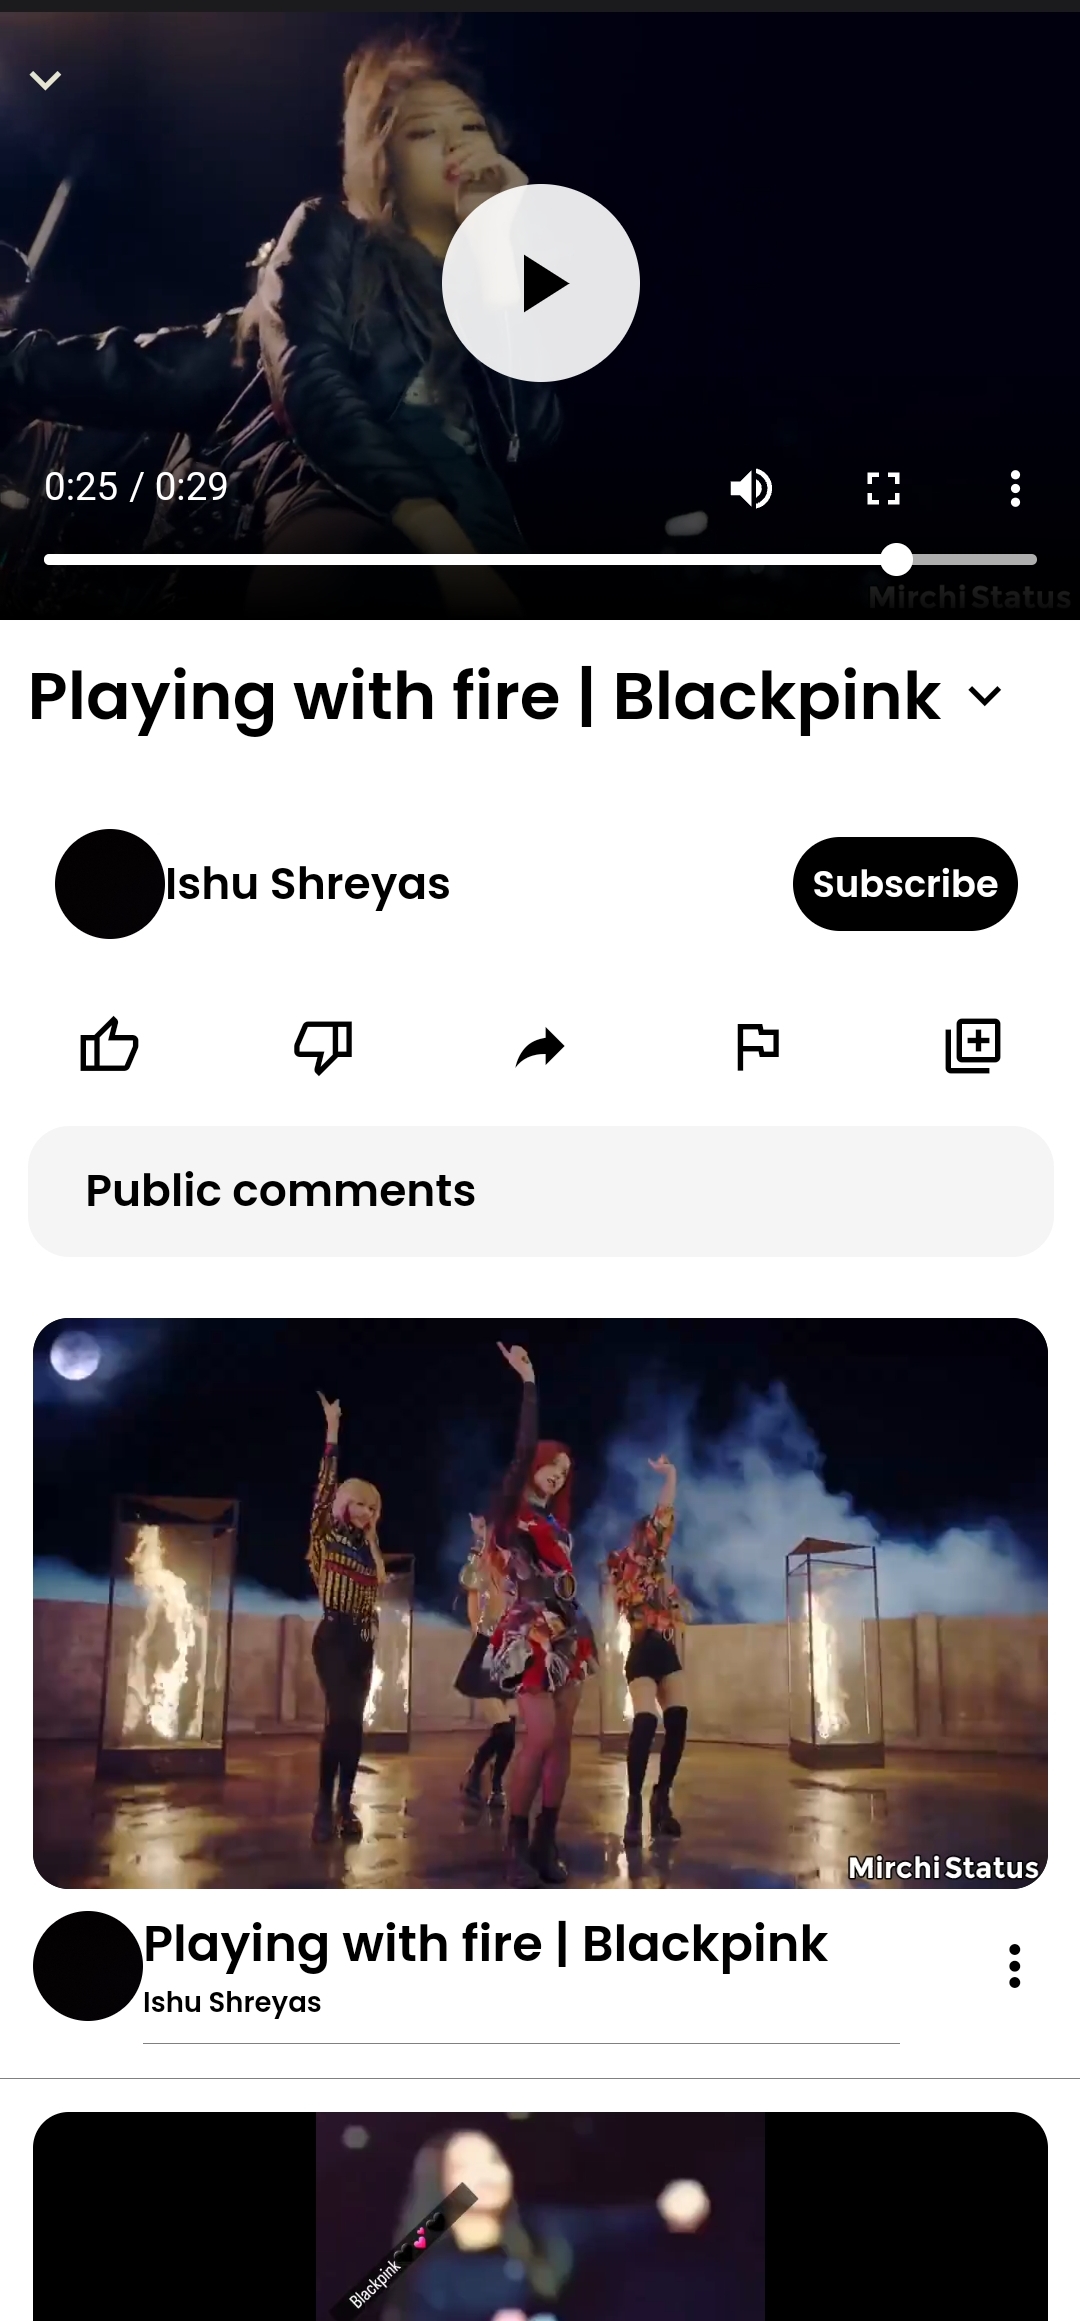 0:25 / 0:29
Mirchi Status
Playing with fire | Blackpink
Ishu Shreyas
Subscribe
Public comments
Mirchi Status
Playing with fire | Blackpink
Ishu Shreyas
Blackpink🖤💕🖤